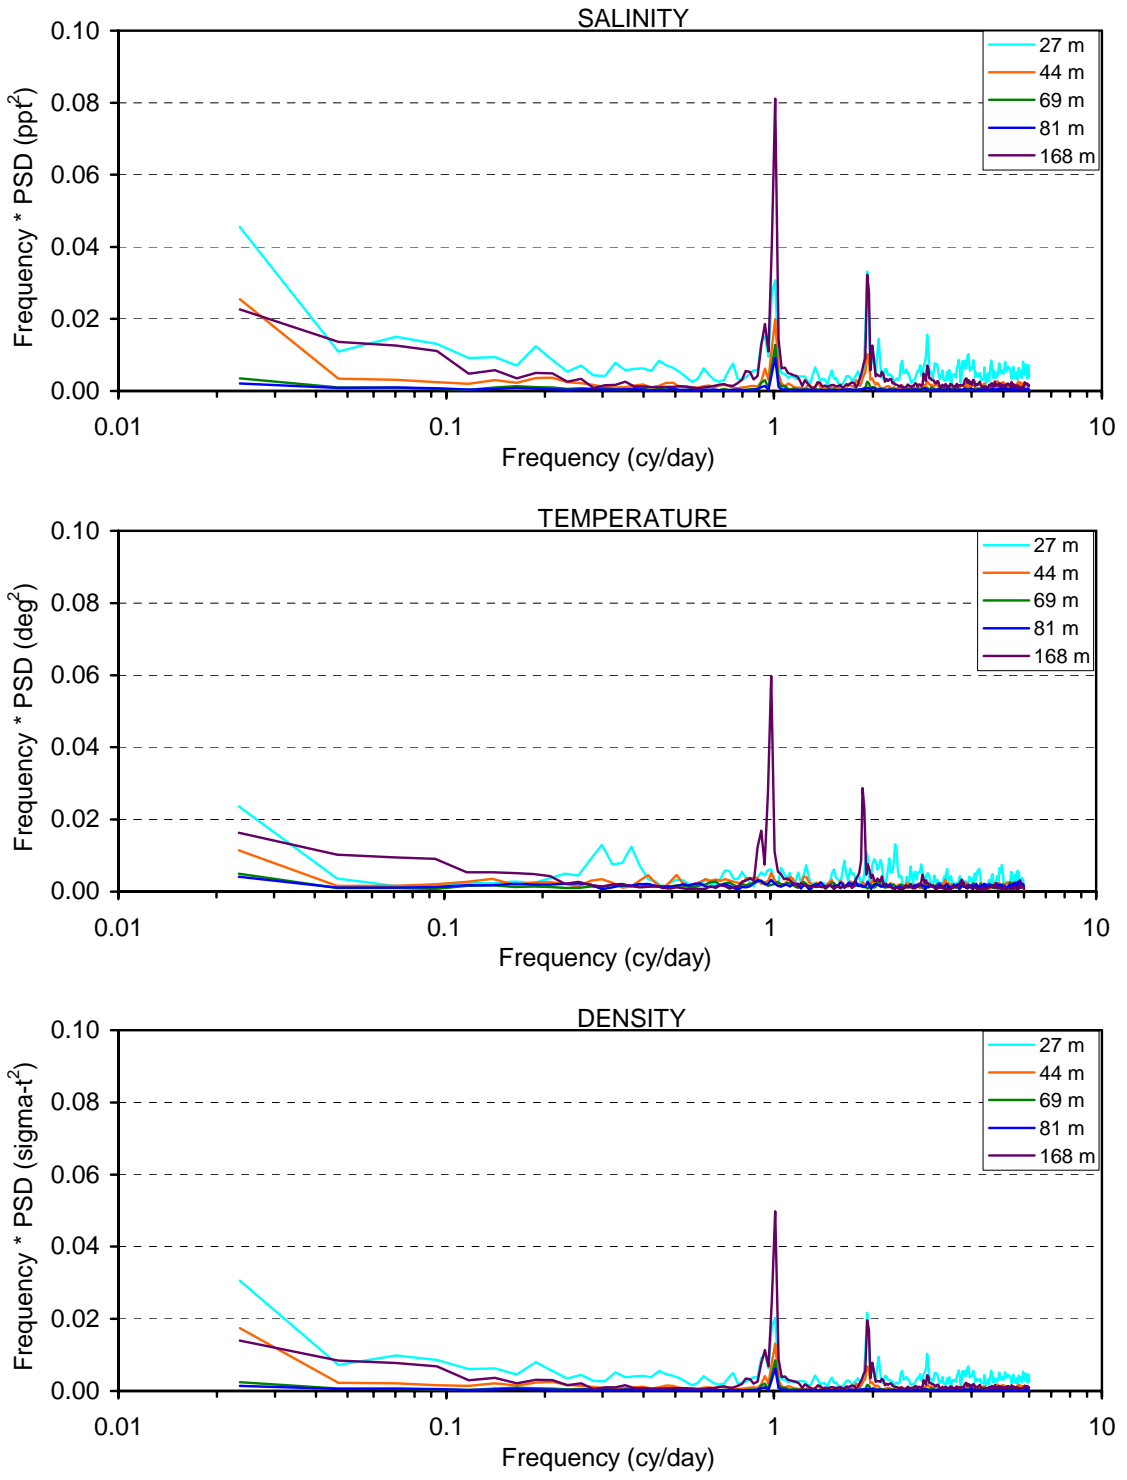 SALINITY
Frequency * PSD (ppt²)
0.10
0.08
0.06
0.04
0.02
0.00
27 m
44 m
69 m
81 m
168 m
0.01
0.1
1
10
Frequency (cy/day)
TEMPERATURE
Frequency * PSD (deg²)
0.10
0.08
0.06
0.04
0.02
0.00
27 m
44 m
69 m
81 m
168 m
0.01
0.1
1
10
Frequency (cy/day)
DENSITY
Frequency * PSD (sigma-t²)
0.10
0.08
0.06
0.04
0.02
0.00
27 m
44 m
69 m
81 m
168 m
0.01
0.1
1
10
Frequency (cy/day)